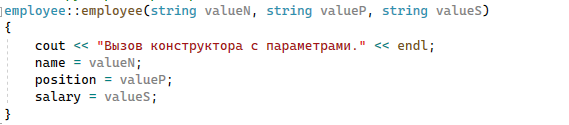 employee::employee(string valueN, string valueP, string valueS)
{
    cout << "Вызов конструктора с параметрами." << endl;
    name = valueN;
    position = valueP;
    salary = valueS;
}